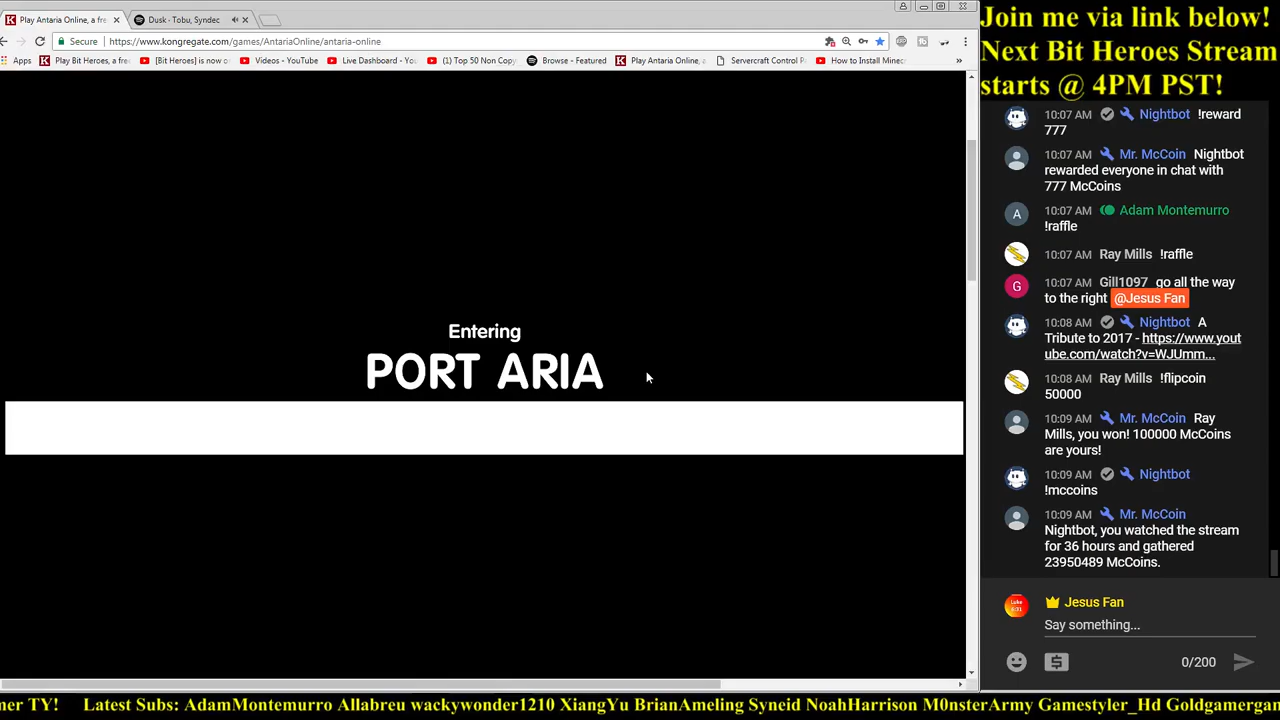 Play Antaria Online, a fre
Dusk - Tobu, Syndec
Secure
https://www.kongregate.com/games/AntariaOnline/antaria-online
Apps
Play Bit Heroes, a free
[Bit Heroes] is now o
Videos - YouTube
Live Dashboard - You
(1) Top 50 Non Copy
Browse - Featured
Play Antaria Online, a
Servercraft Control P
How to Install Minec
»
Entering
PORT ARIA
Join me via link below!
Next Bit Heroes Stream
starts @ 4PM PST!
10:07 AM Nightbot !reward
777
10:07 AM Mr. McCoin Nightbot
rewarded everyone in chat with
777 McCoins
A
10:07 AM Adam Montemurro
!raffle
10:07 AM Ray Mills !raffle
G
10:07 AM Gill1097 go all the way
to the right @Jesus Fan
10:08 AM Nightbot A
Tribute to 2017 - https://www.yout
ube.com/watch?v=WJUmm...
10:08 AM Ray Mills !flipcoin
50000
10:09 AM Mr. McCoin Ray
Mills, you won! 100000 McCoins
are yours!
10:09 AM Nightbot
!mccoins
10:09 AM Mr. McCoin
Nightbot, you watched the stream
for 36 hours and gathered
23950489 McCoins.
Jesus Fan
Say something...
0/200
mer TY! Latest Subs: AdamMontemurro Allabreu wackywonder1210 XiangYu BrianAmeling Syneid NoahHarrison M0nsterArmy Gamestyler_Hd Goldgamergan